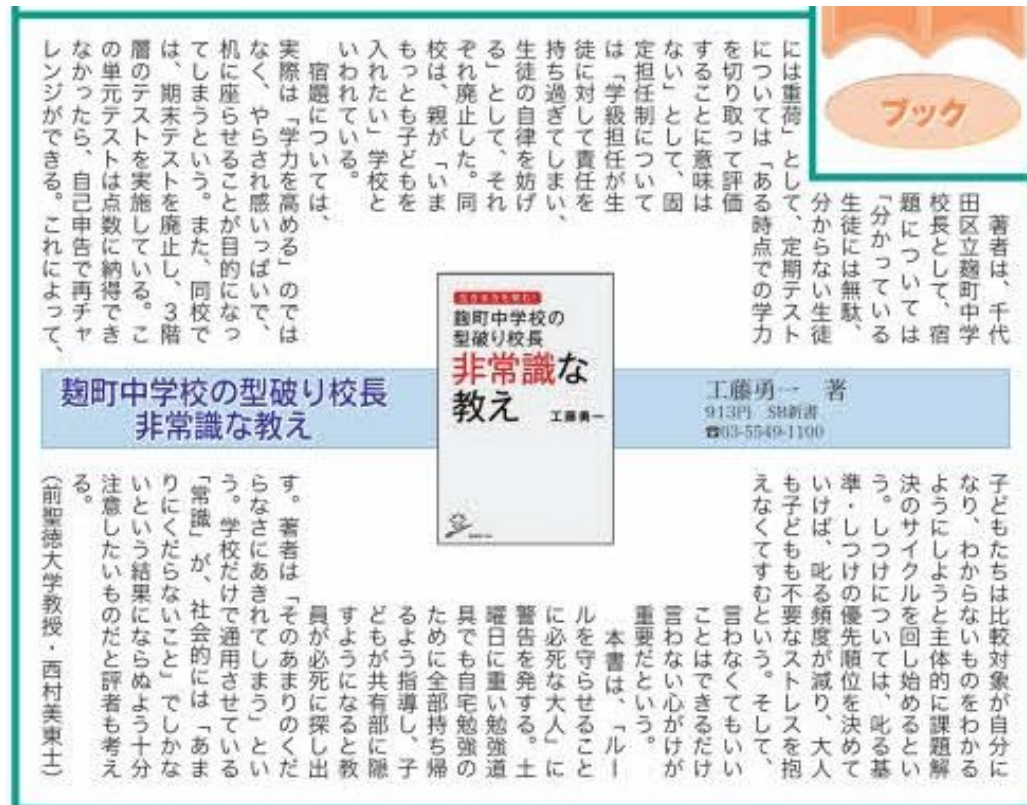 ブック
著者は、千代
田区立麹町中学
校長として、宿
題については
「分かっている
生徒には無駄、
分からない生徒
には重荷」として、定期テスト
については「ある時点での学力
を切り取って評価
することに意味は
ない」として、固
定担任制について
は「学級担任が生
徒に対して責任を
持ち過ぎてしまい、
生徒の自律を妨げ
る」として、それ
ぞれ廃止した。同
校は、親が「いま
もっとも子どもを
入れたい」学校と
いわれている。
宿題については、
実際は「学力を高める」のでは
なく、やらされ感いっぱいで、
机に座らせることが目的になっ
てしまうという。また、同校で
は、期末テストを廃止し、3階
層のテストを実施している。こ
の単元テストは点数に納得でき
なかったら、自己申告で再チャ
レンジができる。これによって、
麹町中学校の型破り校長
非常識な教え
麹町中学校の
型破り校長
非常識な
教え
工藤勇一
工藤勇一 著
913円 SB新書
☎03-5549-1100
子どもたちは比較対象が自分に
なり、わからないものをわかる
ようにしようと主体的に課題解
決のサイクルを回し始めるとい
う。しつけについては、叱る基
準・しつけの優先順位を決めて
いけば、叱る頻度が減り、大人
も子どもも不要なストレスを抱
えなくてすむという。そして、
言わなくてもいい
ことはできるだけ
言わない心がけが
重要だという。
本書は、「ルー
ルを守らせること
に必死な大人」に
警告を発する。土
曜日に重い勉強道
具でも自宅勉強の
ために全部持ち帰
るよう指導し、子
どもが共有部に隠
すようになると教
員が必死に探し出
す。著者は「そのあまりのくだ
らなさにあきれてしまう」とい
う。学校だけで通用させている
「常識」が、社会的には「あま
りにくだらないこと」でしかな
いという結果にならぬよう十分
注意したいものだと評者も考え
る。
（前聖徳大学教授・西村美東士）